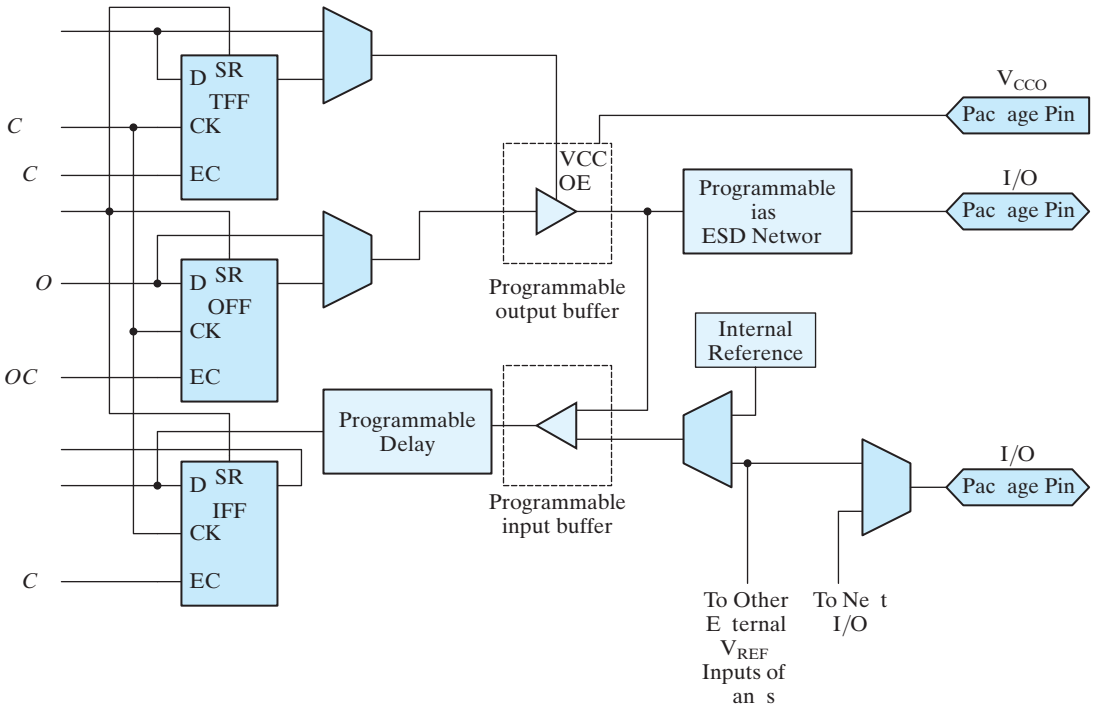 SR
D
TFF
C
CK
C
EC
VCC
OE
V_CCO
Pac age Pin
I/O
Pac age Pin
Programmable
ias
ESD Networ
SR
O
D
OFF
CK
OC
EC
Programmable
output buffer
Internal
Reference
Programmable
Delay
SR
D
IFF
CK
C
EC
Programmable
input buffer
I/O
Pac age Pin
To Other
E ternal
V_REF
Inputs of
an s
To Ne t
I/O